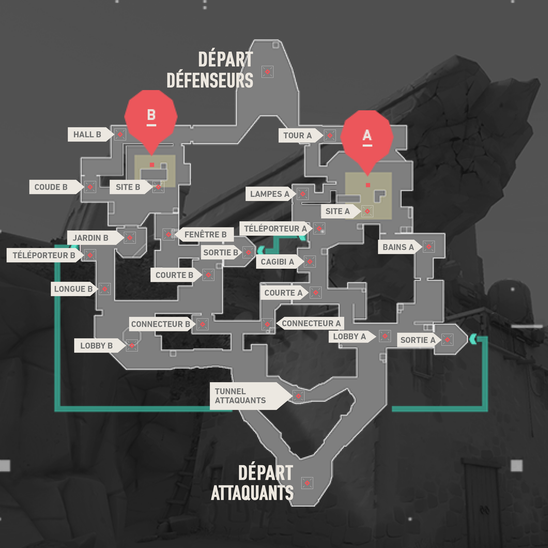 DÉPART
DÉFENSEURS
B
A
HALL B
TOUR A
COUDE B
SITE B
LAMPES A
SITE A
TÉLÉPORTEUR A
JARDIN B
FENÊTRE B
BAINS A
TÉLÉPORTEUR B
SORTIE B
CAGIBI A
COURTE B
LONGUE B
COURTE A
CONNECTEUR B
CONNECTEUR A
LOBBY A
SORTIE A
LOBBY B
TUNNEL
ATTAQUANTS
DÉPART
ATTAQUANTS